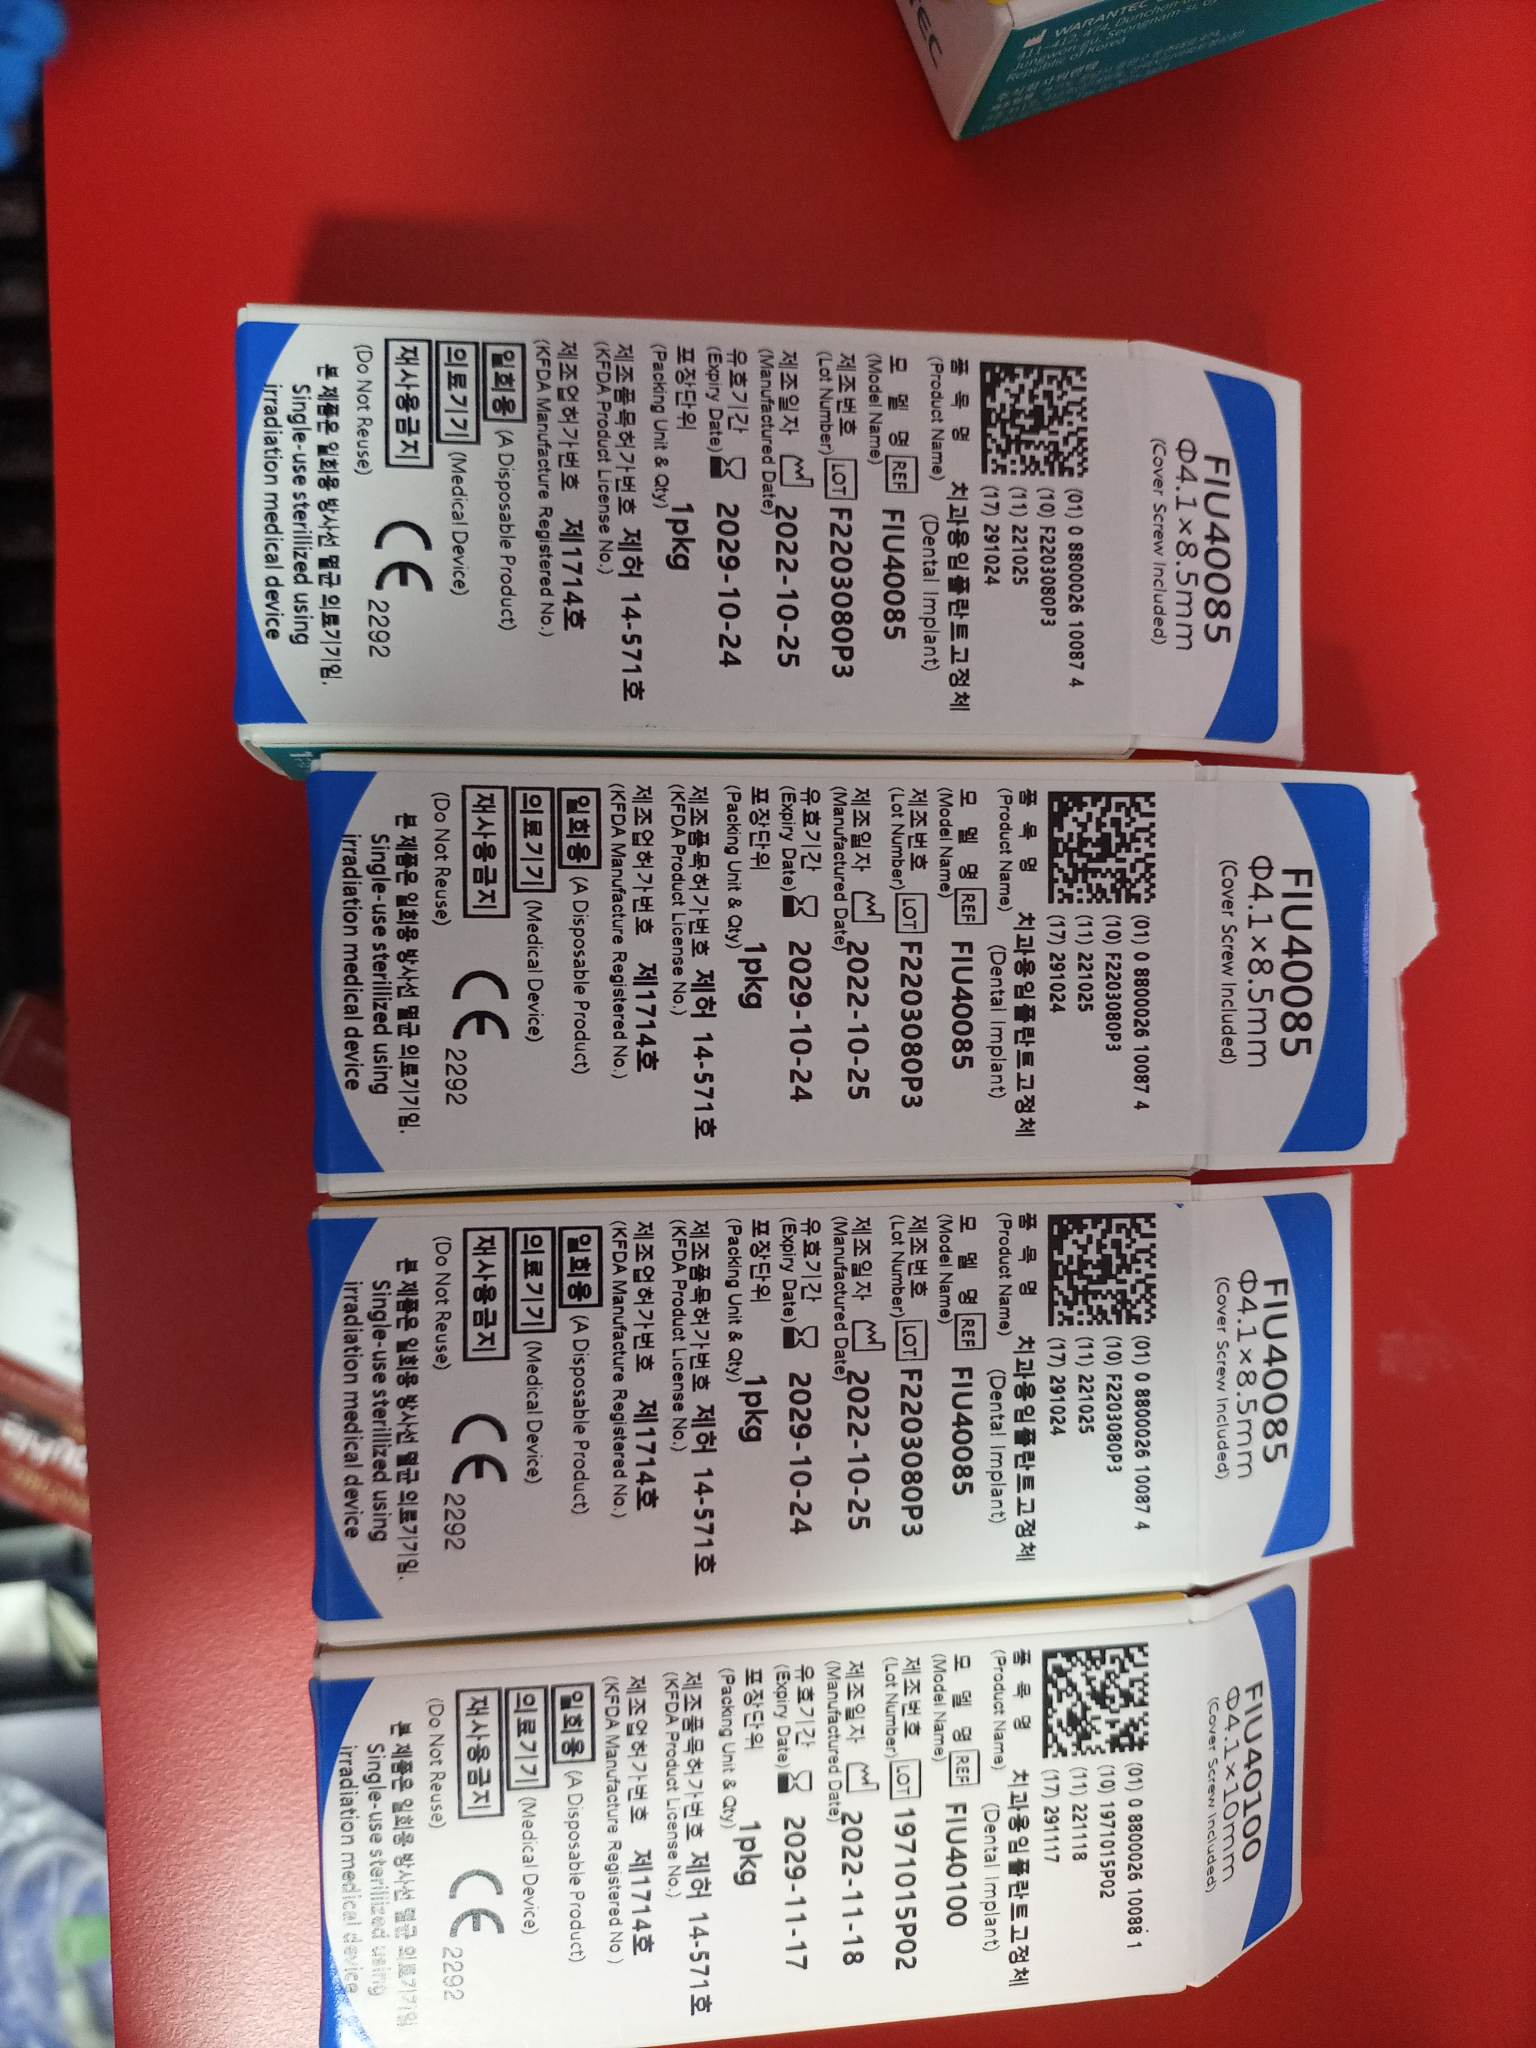 WARANTEC
411-412, 474, Dunchon-
Jungwon-gu, Seongnam-si, G
Republic of Korea
FIU40085
Φ4.1×8.5mm
(Cover Screw Included)
(01) 0 8800026 10087 4
(10) F2203080P3
(11) 221025
(17) 291024
품 목 명 치과용임플란트고정체
(Product Name) (Dental Implant)
모 델 명 REF FIU40085
(Model Name)
제조번호 LOT F2203080P3
(Lot Number)
제조일자 2022-10-25
(Manufactured Date)
유효기간 2029-10-24
(Expiry Date)
포장단위 1pkg
(Packing Unit & Qty)
제조품목허가번호 제허 14-571호
(KFDA Product License No.)
제조업허가번호 제1714호
(KFDA Manufacture Registered No.)
일회용 (A Disposable Product)
의료기기 (Medical Device)
재사용금지
(Do Not Reuse)
CE 2292
본 제품은 일회용 방사선 멸균 의료기기임.
Single-use sterilized using
irradiation medical device
FIU40085
Φ4.1×8.5mm
(Cover Screw Included)
(01) 0 8800026 10087 4
(10) F2203080P3
(11) 221025
(17) 291024
품 목 명 치과용임플란트고정체
(Product Name) (Dental Implant)
모 델 명 REF FIU40085
(Model Name)
제조번호 LOT F2203080P3
(Lot Number)
제조일자 2022-10-25
(Manufactured Date)
유효기간 2029-10-24
(Expiry Date)
포장단위 1pkg
(Packing Unit & Qty)
제조품목허가번호 제허 14-571호
(KFDA Product License No.)
제조업허가번호 제1714호
(KFDA Manufacture Registered No.)
일회용 (A Disposable Product)
의료기기 (Medical Device)
재사용금지
(Do Not Reuse)
CE 2292
본 제품은 일회용 방사선 멸균 의료기기임.
Single-use sterilized using
irradiation medical device
FIU40085
Φ4.1×8.5mm
(Cover Screw Included)
(01) 0 8800026 10087 4
(10) F2203080P3
(11) 221025
(17) 291024
품 목 명 치과용임플란트고정체
(Product Name) (Dental Implant)
모 델 명 REF FIU40085
(Model Name)
제조번호 LOT F2203080P3
(Lot Number)
제조일자 2022-10-25
(Manufactured Date)
유효기간 2029-10-24
(Expiry Date)
포장단위 1pkg
(Packing Unit & Qty)
제조품목허가번호 제허 14-571호
(KFDA Product License No.)
제조업허가번호 제1714호
(KFDA Manufacture Registered No.)
일회용 (A Disposable Product)
의료기기 (Medical Device)
재사용금지
(Do Not Reuse)
CE 2292
본 제품은 일회용 방사선 멸균 의료기기임.
Single-use sterilized using
irradiation medical device
FIU40100
Φ4.1×10mm
(Cover Screw Included)
(01) 0 8800026 10088 1
(10) 1971015P02
(11) 221118
(17) 291117
품 목 명 치과용임플란트고정체
(Product Name) (Dental Implant)
모 델 명 REF FIU40100
(Model Name)
제조번호 LOT 1971015P02
(Lot Number)
제조일자 2022-11-18
(Manufactured Date)
유효기간 2029-11-17
(Expiry Date)
포장단위 1pkg
(Packing Unit & Qty)
제조품목허가번호 제허 14-571호
(KFDA Product License No.)
제조업허가번호 제1714호
(KFDA Manufacture Registered No.)
일회용 (A Disposable Product)
의료기기 (Medical Device)
재사용금지
(Do Not Reuse)
CE 2292
본 제품은 일회용 방사선 멸균 의료기기임
Single-use sterilized using
irradiation medical device